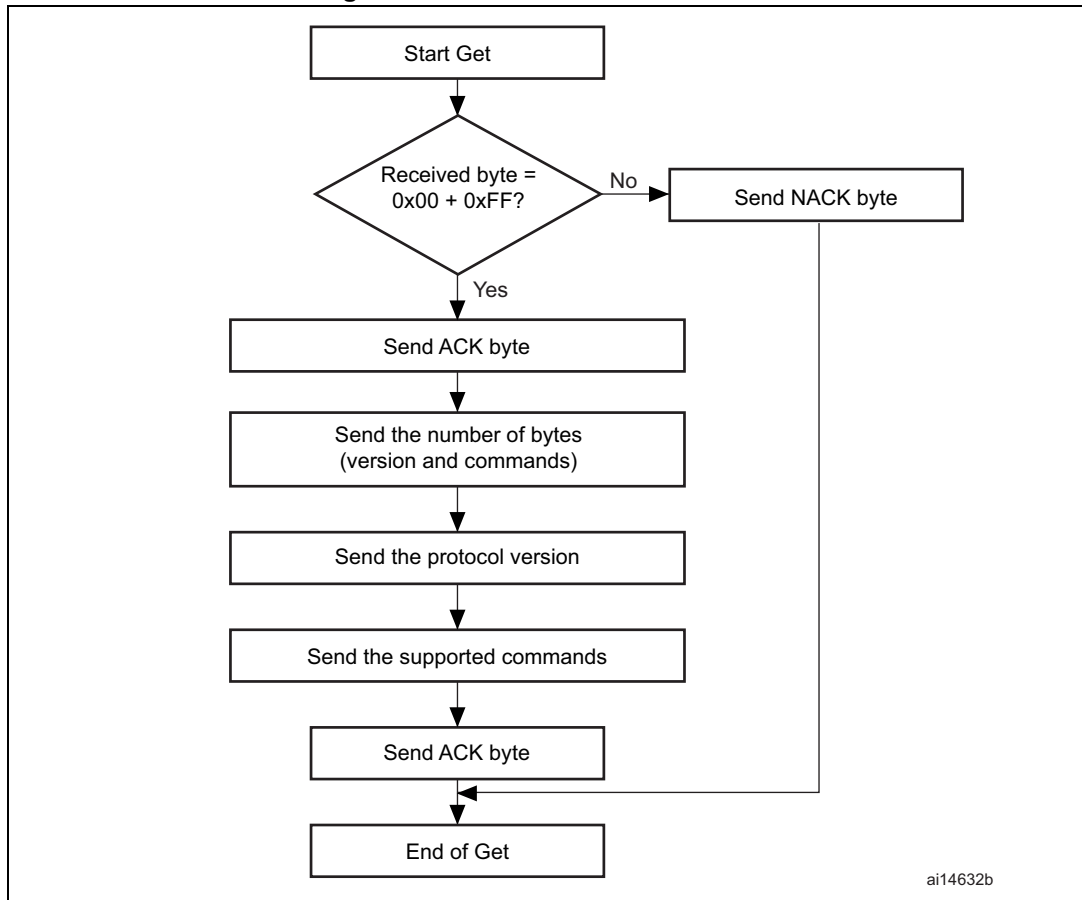 Start Get
Received byte =
0x00 + 0xFF?
No
Send NACK byte
Yes
Send ACK byte
Send the number of bytes
(version and commands)
Send the protocol version
Send the supported commands
Send ACK byte
End of Get
ai14632b